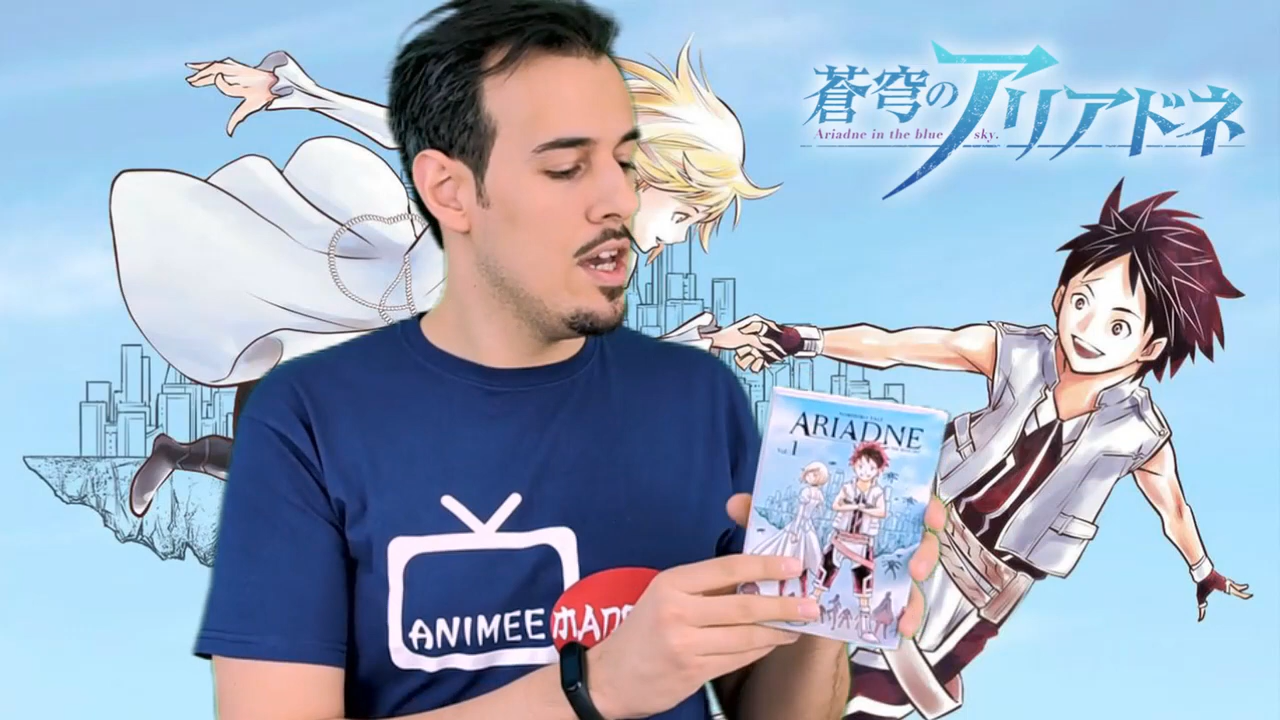 蒼穹のアリアドネ
Ariadne in the blue sky.
ARIADNE
Vol. 1
ANIMEE